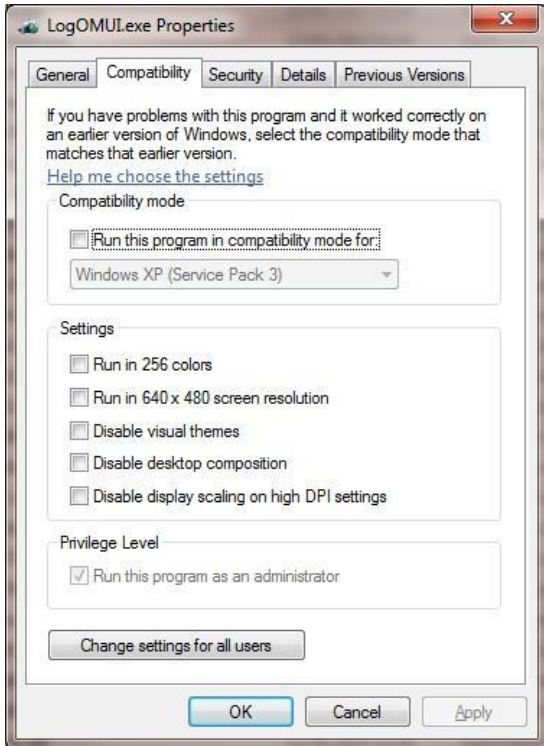 LogOMUI.exe Properties
General
Compatibility
Security
Details
Previous Versions
If you have problems with this program and it worked correctly on
an earlier version of Windows, select the compatibility mode that
matches that earlier version.
Help me choose the settings
Compatibility mode
Run this program in compatibility mode for:
Windows XP (Service Pack 3)
Settings
Run in 256 colors
Run in 640 x 480 screen resolution
Disable visual themes
Disable desktop composition
Disable display scaling on high DPI settings
Privilege Level
Run this program as an administrator
Change settings for all users
OK
Cancel
Apply